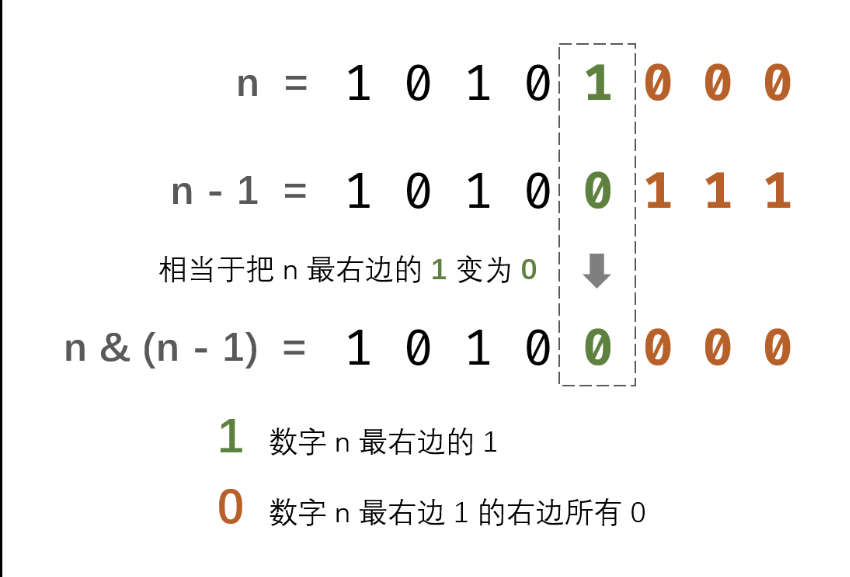 n = 1 0 1 0 1 0 0 0
n - 1 = 1 0 1 0 0 1 1 1
相当于把 n 最右边的 1 变为 0
n & (n - 1) = 1 0 1 0 0 0 0 0
1 数字 n 最右边的 1
0 数字 n 最右边 1 的右边所有 0